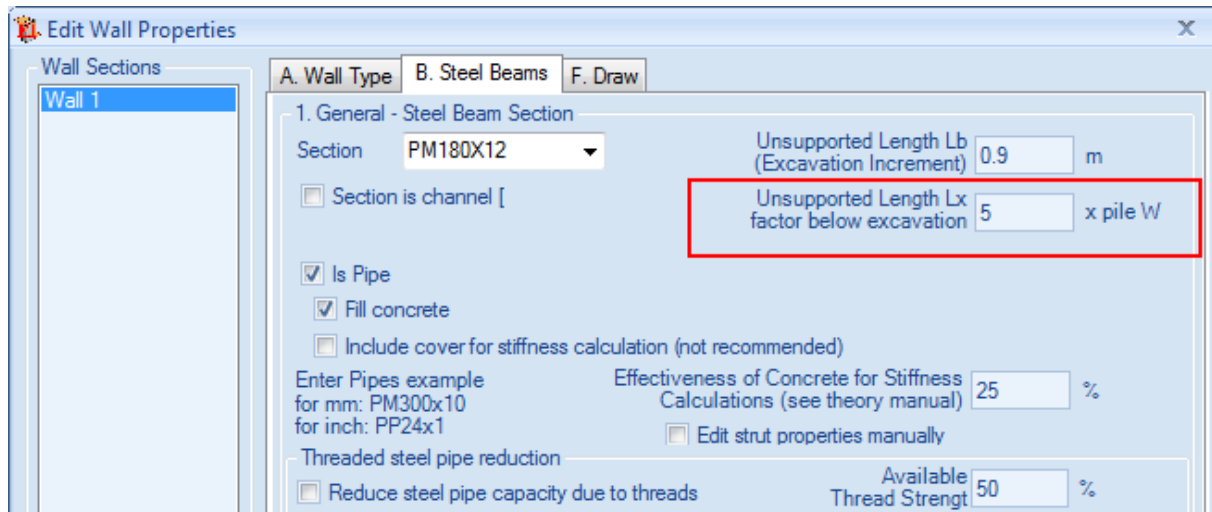 Edit Wall Properties
X
Wall Sections
Wall 1
A. Wall Type
B. Steel Beams
F. Draw
1. General - Steel Beam Section
Section
PM180X12
Unsupported Length Lb
(Excavation Increment)
0.9
m
Section is channel [
Unsupported Length Lx
factor below excavation
5
x pile W
Is Pipe
Fill concrete
Include cover for stiffness calculation (not recommended)
Enter Pipes example
for mm: PM300x10
for inch: PP24x1
Effectiveness of Concrete for Stiffness
Calculations (see theory manual)
25
%
Edit strut properties manually
Threaded steel pipe reduction
Reduce steel pipe capacity due to threads
Available
Thread Strengt
50
%